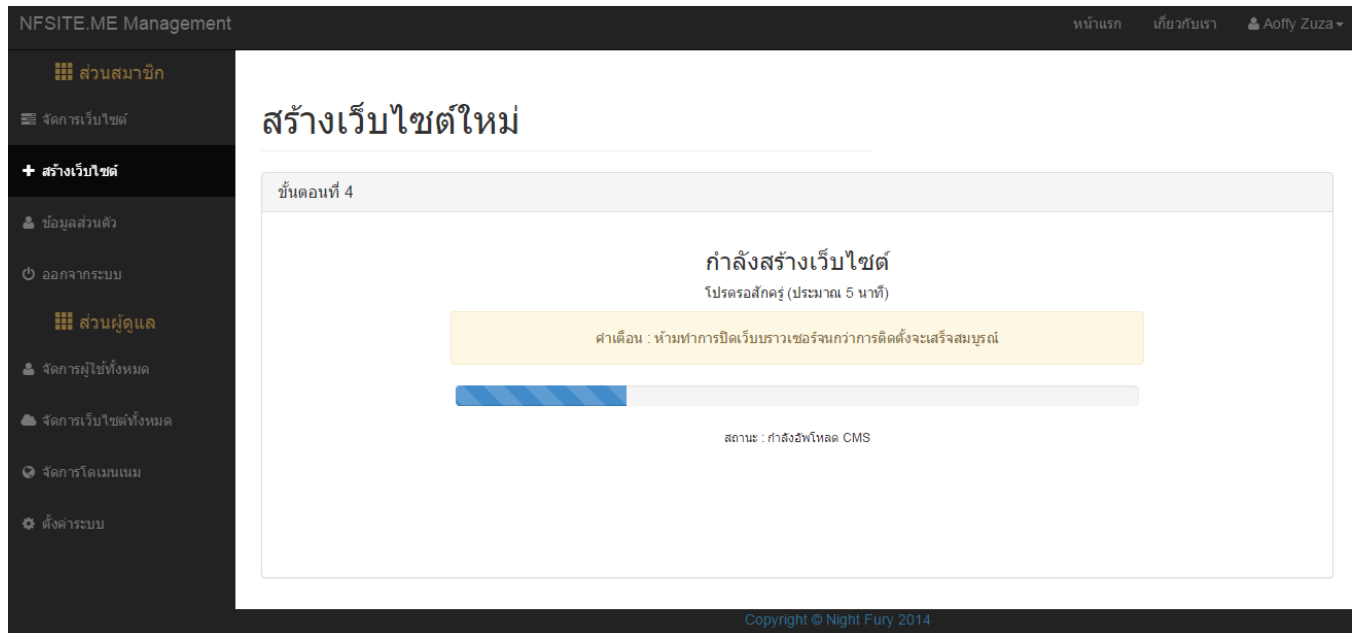 NFSITE.ME Management
หน้าแรก
เกี่ยวกับเรา
Aoffy Zuza
ส่วนสมาชิก
จัดการเว็บไซต์
สร้างเว็บไซต์
ข้อมูลส่วนตัว
ออกจากระบบ
ส่วนผู้ดูแล
จัดการผู้ใช้ทั้งหมด
จัดการเว็บไซต์ทั้งหมด
จัดการโดเมนเนม
ตั้งค่าระบบ
สร้างเว็บไซต์ใหม่
ขั้นตอนที่ 4
กำลังสร้างเว็บไซต์
โปรดรอสักครู่ (ประมาณ 5 นาที)
คำเตือน : ห้ามทำการปิดเว็บบราวเซอร์จนกว่าการติดตั้งจะเสร็จสมบูรณ์
สถานะ : กำลังอัพโหลด CMS
Copyright © Night Fury 2014